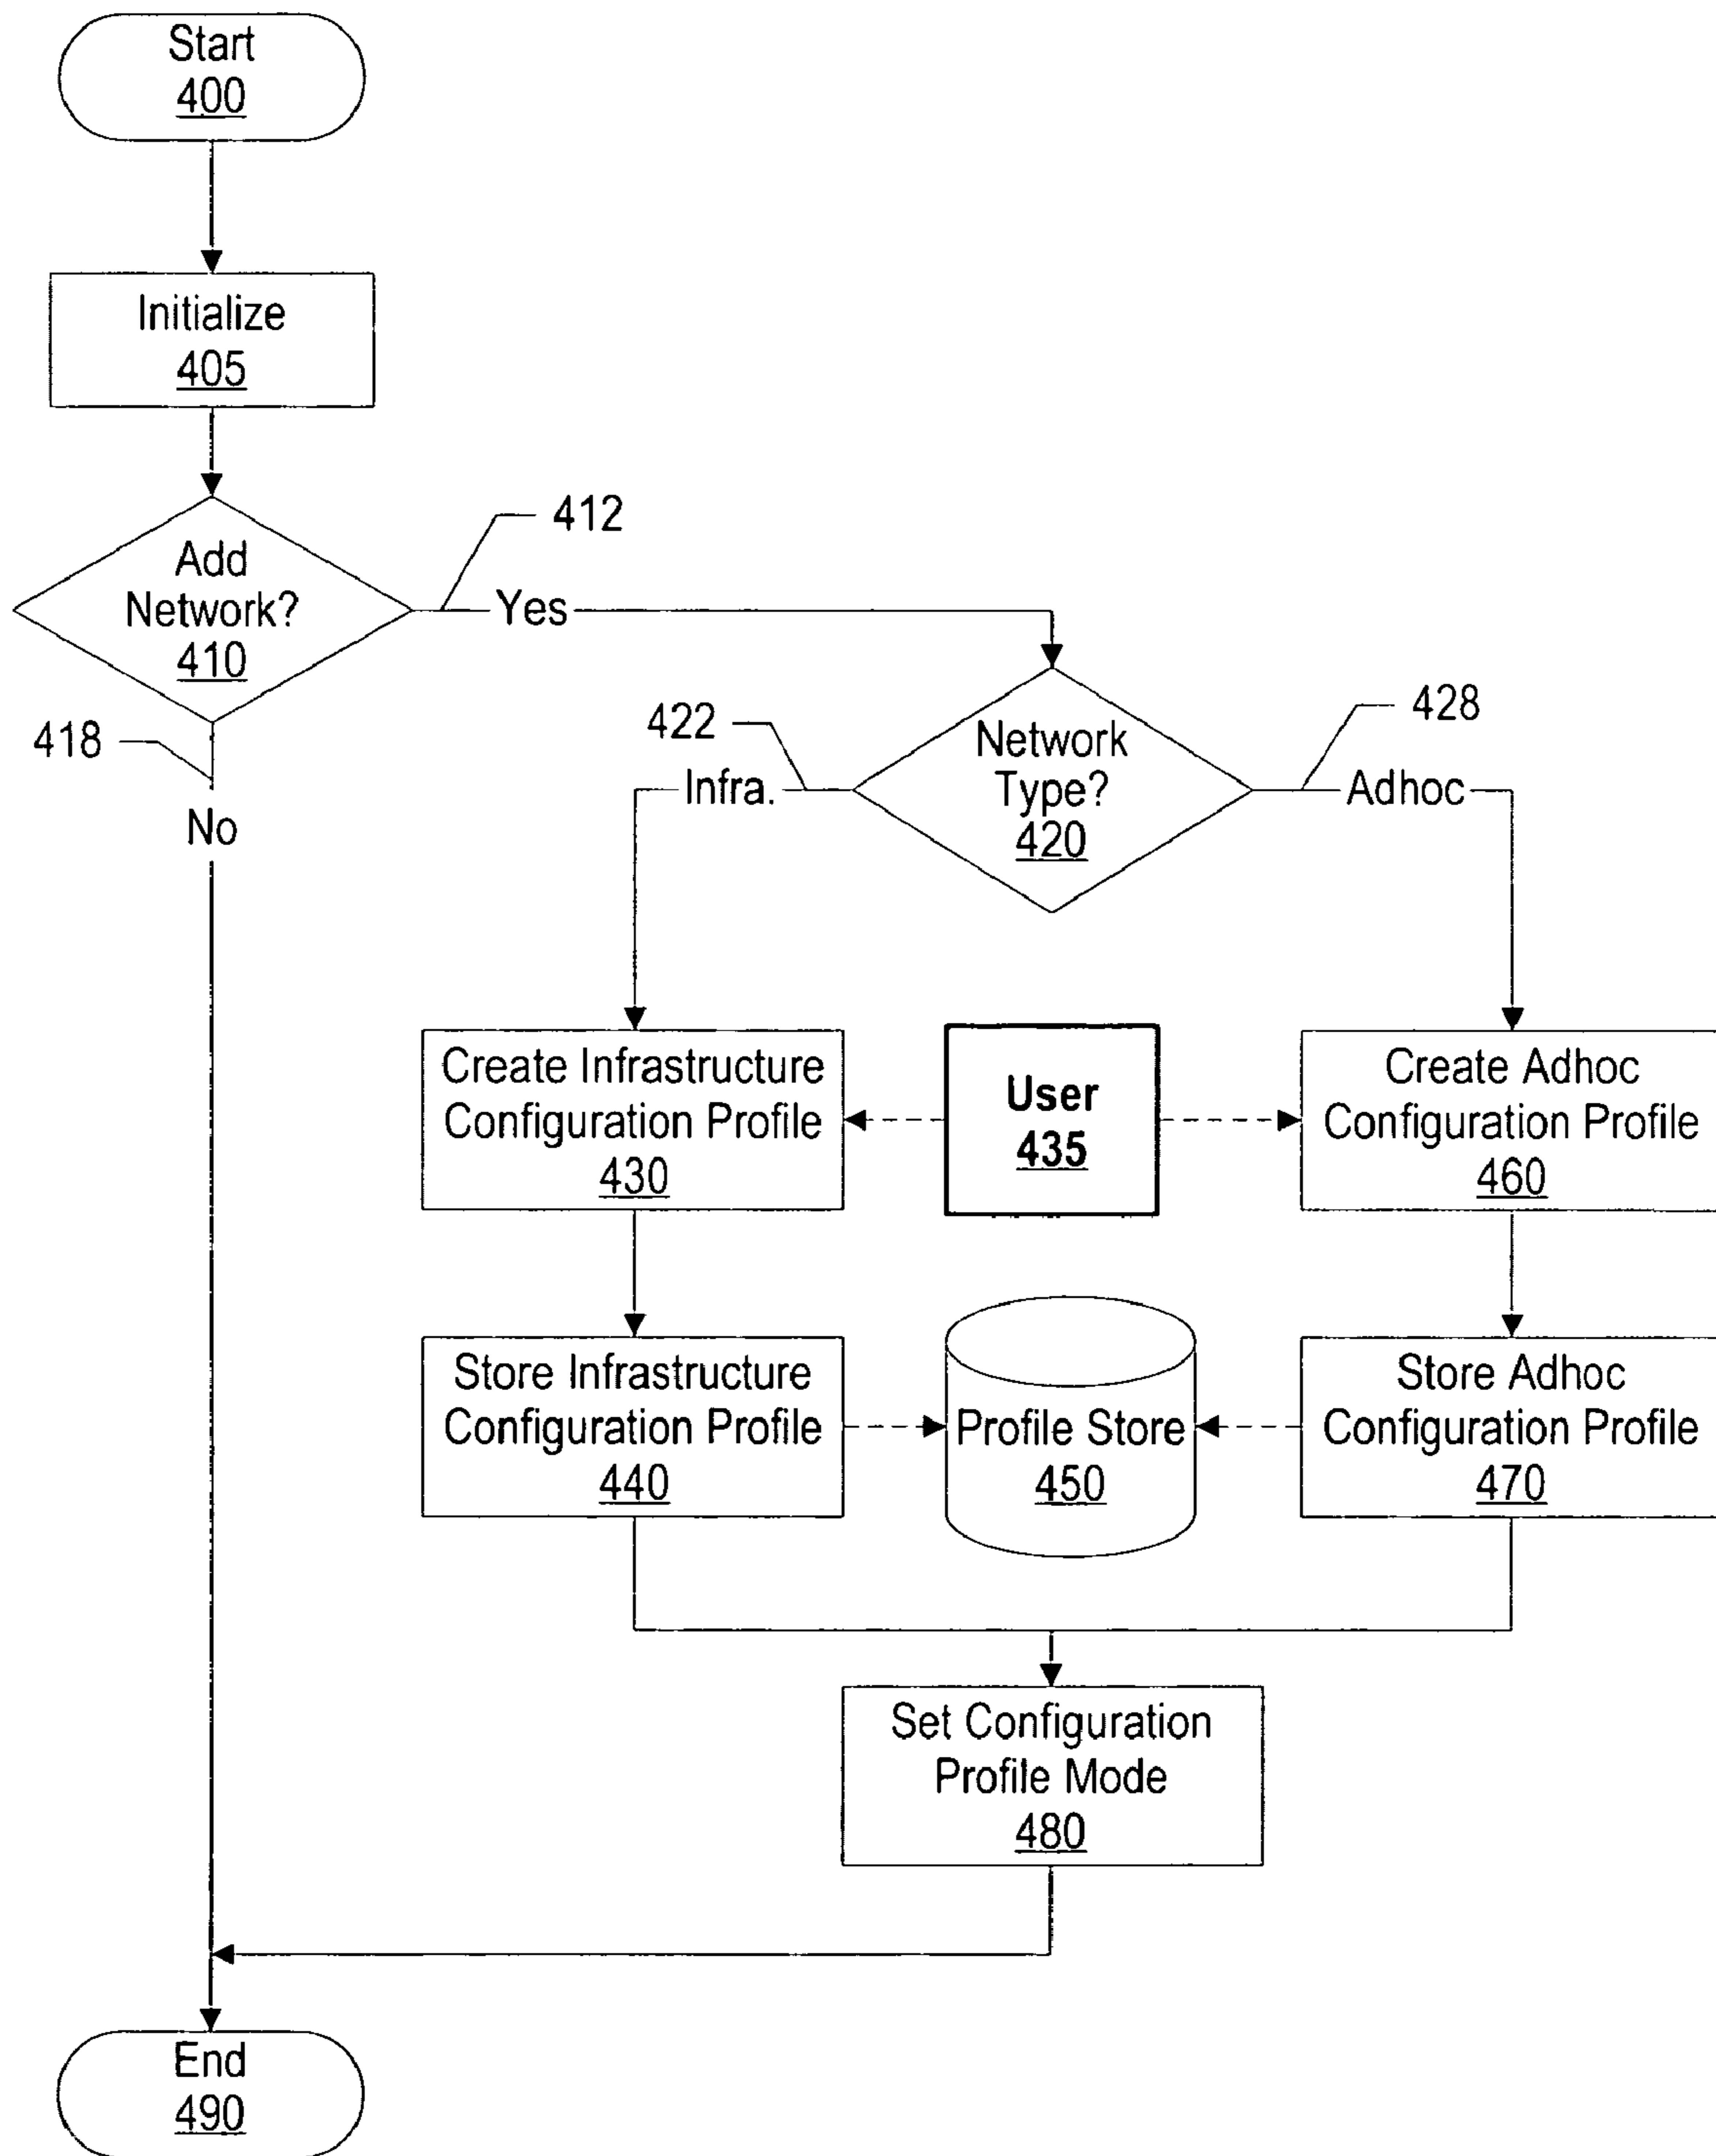 Start
400
Initialize
405
Add
Network?
410
412
Yes
418
No
Network
Type?
420
422
Infra.
428
Adhoc
Create Infrastructure
Configuration Profile
430
User
435
Create Adhoc
Configuration Profile
460
Store Infrastructure
Configuration Profile
440
Profile Store
450
Store Adhoc
Configuration Profile
470
Set Configuration
Profile Mode
480
End
490